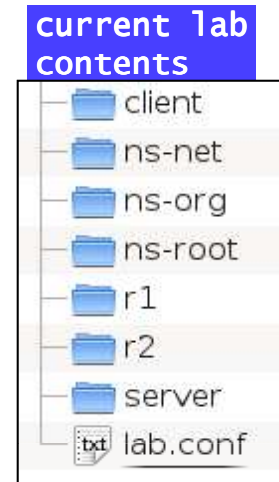 current lab
contents
client
ns-net
ns-org
ns-root
r1
r2
server
txt lab.conf